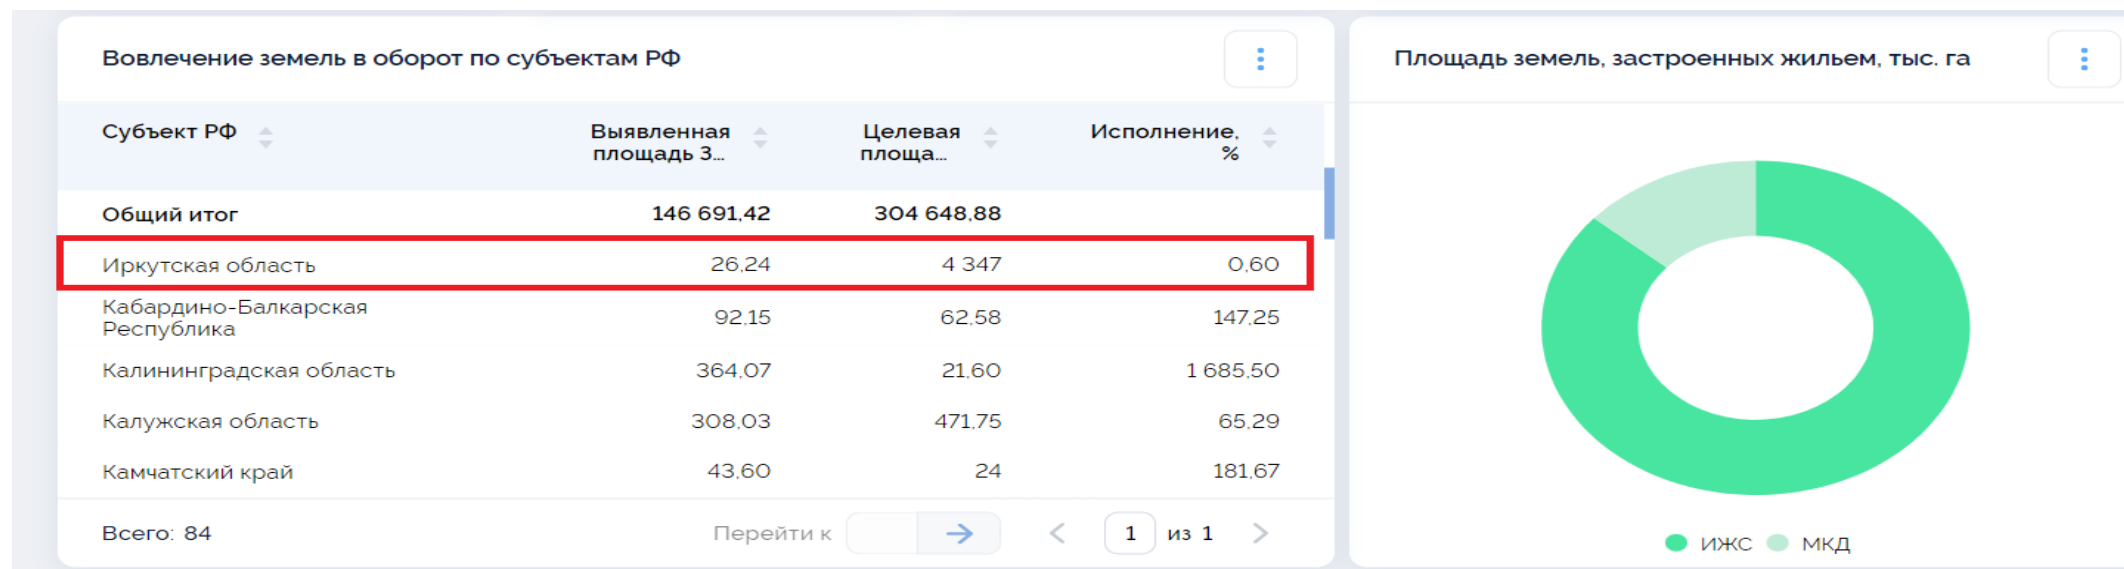 Вовлечение земель в оборот по субъектам РФ
Площадь земель, застроенных жильем, тыс. га
Субъект РФ
Выявленная площадь З...
Целевая площа...
Исполнение, %
Общий итог 146 691,42 304 648,88
Иркутская область 26,24 4 347 0,60
Кабардино-Балкарская
Республика 92,15 62,58 147,25
Калининградская область 364,07 21,60 1 685,50
Калужская область 308,03 471,75 65,29
Камчатский край 43,60 24 181,67
Всего: 84 Перейти к 1 из 1
ИЖС МКД